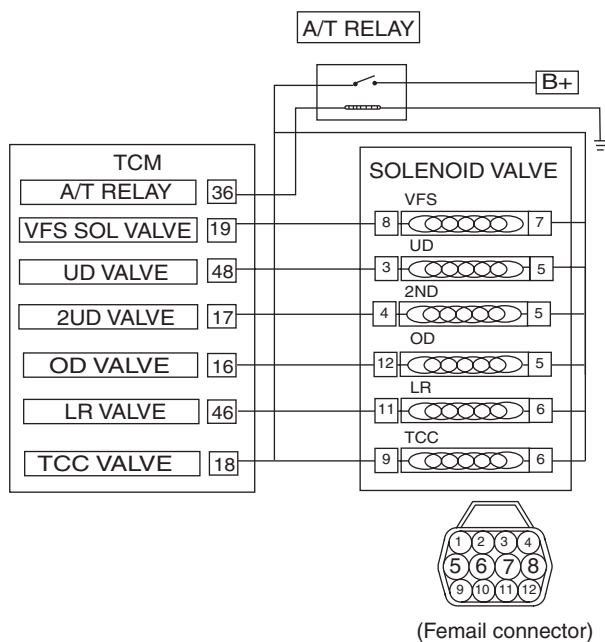 A/T RELAY
B+
TCM
A/T RELAY 36
VFS SOL VALVE 19
UD VALVE 48
2UD VALVE 17
OD VALVE 16
LR VALVE 46
TCC VALVE 18
SOLENOID VALVE
VFS
8 7
UD
3 5
2ND
4 5
OD
12 5
LR
11 6
TCC
9 6
1 2 3 4
5 6 7 8
9 10 11 12
(Femail connector)